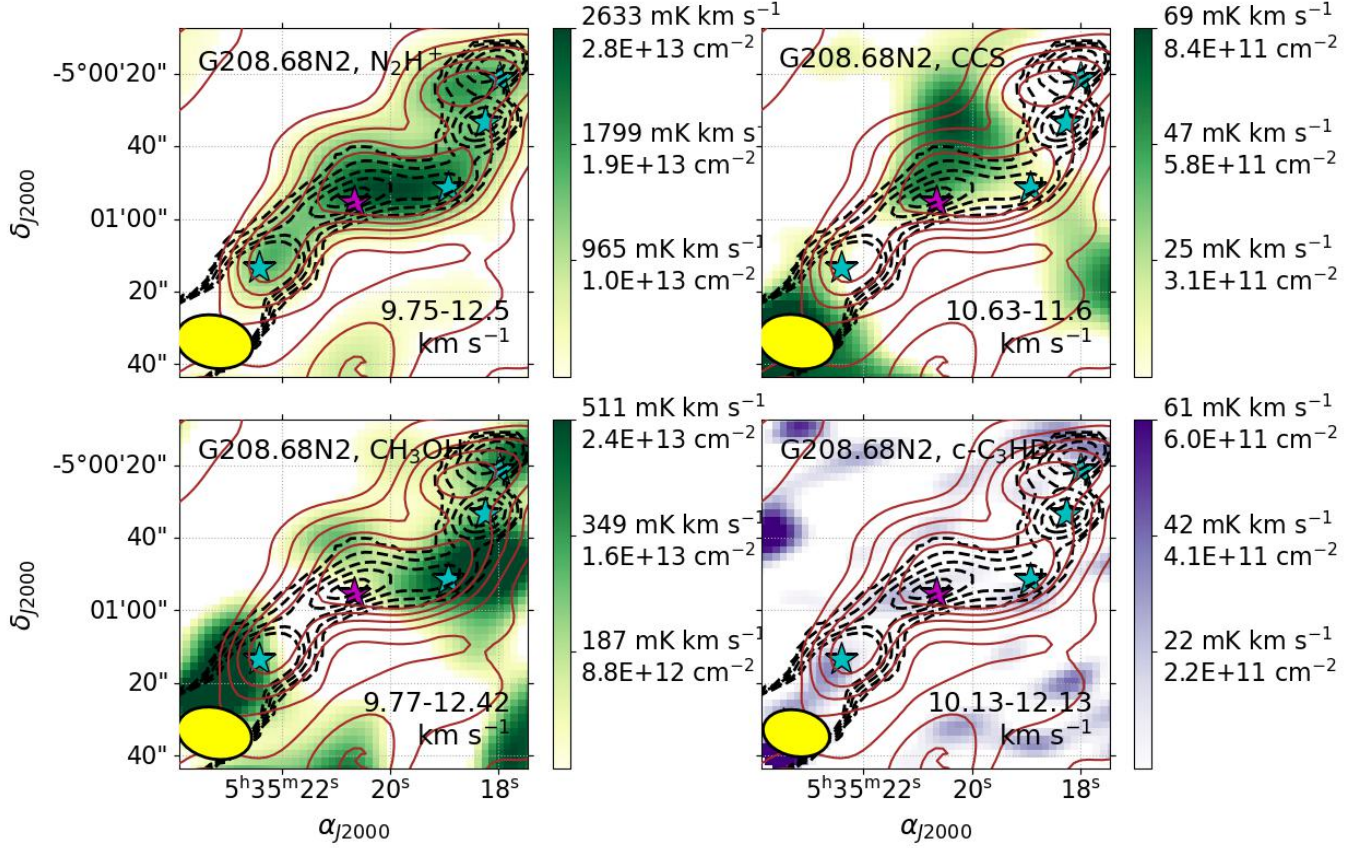 G208.68N2, N₂H⁺
-5°00'20"
40"
01'00"
20"
40"
δJ2000
9.75-12.5
km s⁻¹
2633 mK km s⁻¹
2.8E+13 cm⁻²
1799 mK km s⁻¹
1.9E+13 cm⁻²
965 mK km s⁻¹
1.0E+13 cm⁻²
G208.68N2, CCS
10.63-11.6
km s⁻¹
69 mK km s⁻¹
8.4E+11 cm⁻²
47 mK km s⁻¹
5.8E+11 cm⁻²
25 mK km s⁻¹
3.1E+11 cm⁻²
G208.68N2, CH₃OH
-5°00'20"
40"
01'00"
20"
40"
δJ2000
9.77-12.42
km s⁻¹
5ʰ35ᵐ22ˢ
20ˢ
18ˢ
αJ2000
511 mK km s⁻¹
2.4E+13 cm⁻²
349 mK km s⁻¹
1.6E+13 cm⁻²
187 mK km s⁻¹
8.8E+12 cm⁻²
G208.68N2, c-C₃HD
10.13-12.13
km s⁻¹
5ʰ35ᵐ22ˢ
20ˢ
18ˢ
αJ2000
61 mK km s⁻¹
6.0E+11 cm⁻²
42 mK km s⁻¹
4.1E+11 cm⁻²
22 mK km s⁻¹
2.2E+11 cm⁻²